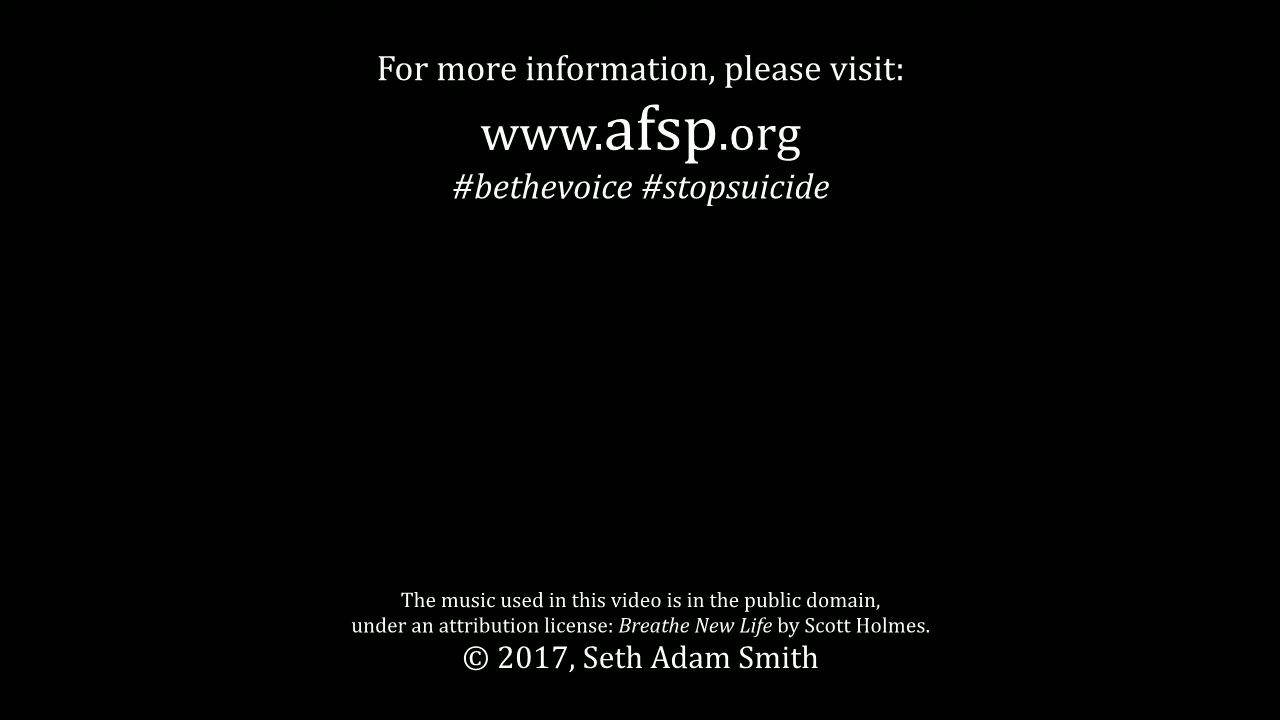 For more information, please visit:
www.afsp.org
#bethevoice #stopsuicide
The music used in this video is in the public domain,
under an attribution license: Breathe New Life by Scott Holmes.
© 2017, Seth Adam Smith